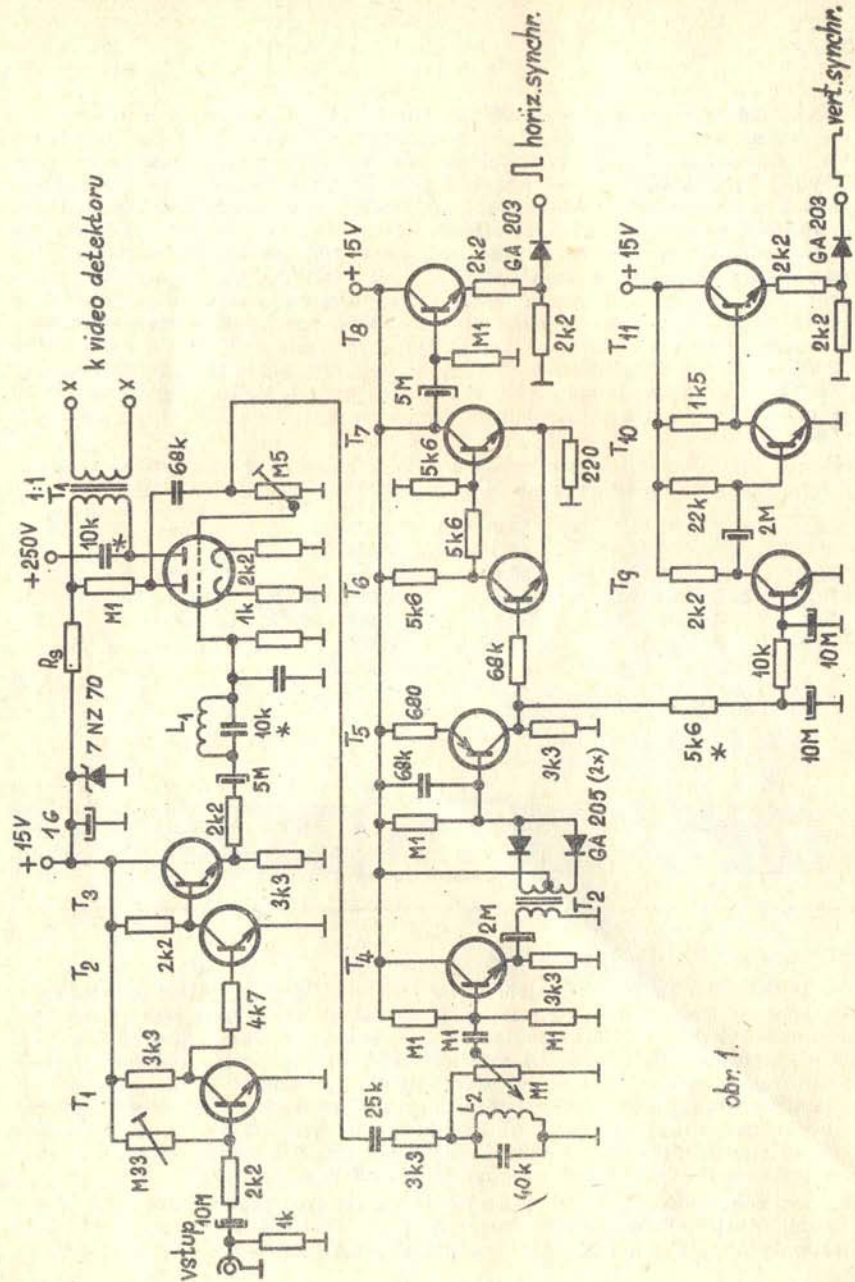 vstup
10M
1k
2k2
M33
T1
3k3
4k7
T2
2k2
T3
3k3
+15V
1G
7 NZ 70
2k2
5M
L1
10k
*
RS
M1
+250V
10k
*
T1
1:1
x
x
k video detektoru
68k
M5
1k
2k2
25k
3k3
L2
40k
M1
M1
M1
M1
T4
3k3
2M
T2
GA 205 (2x)
M1
68k
T5
680
3k3
68k
T6
5k6
5k6
5k6
T7
220
5M
M1
T8
+15V
2k2
2k2
GA 203
horiz.synchr.
5k6
*
10M
10k
10M
T9
2k2
2M
22k
T10
1k5
T11
+15V
2k2
2k2
GA 203
vert.synchr.
obr. 1.